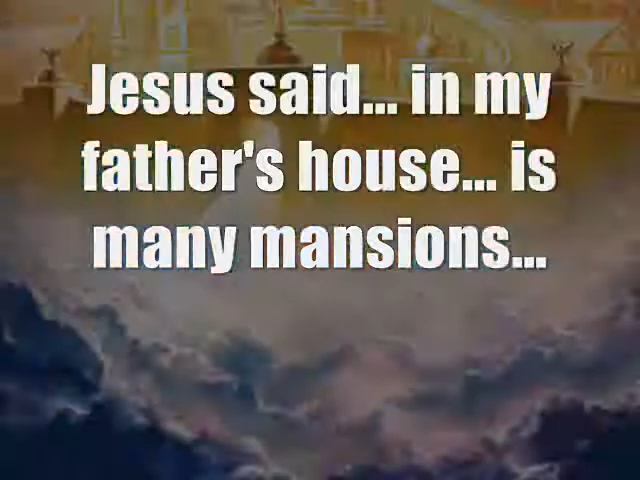 Jesus said... in my
father's house... is
many mansions...